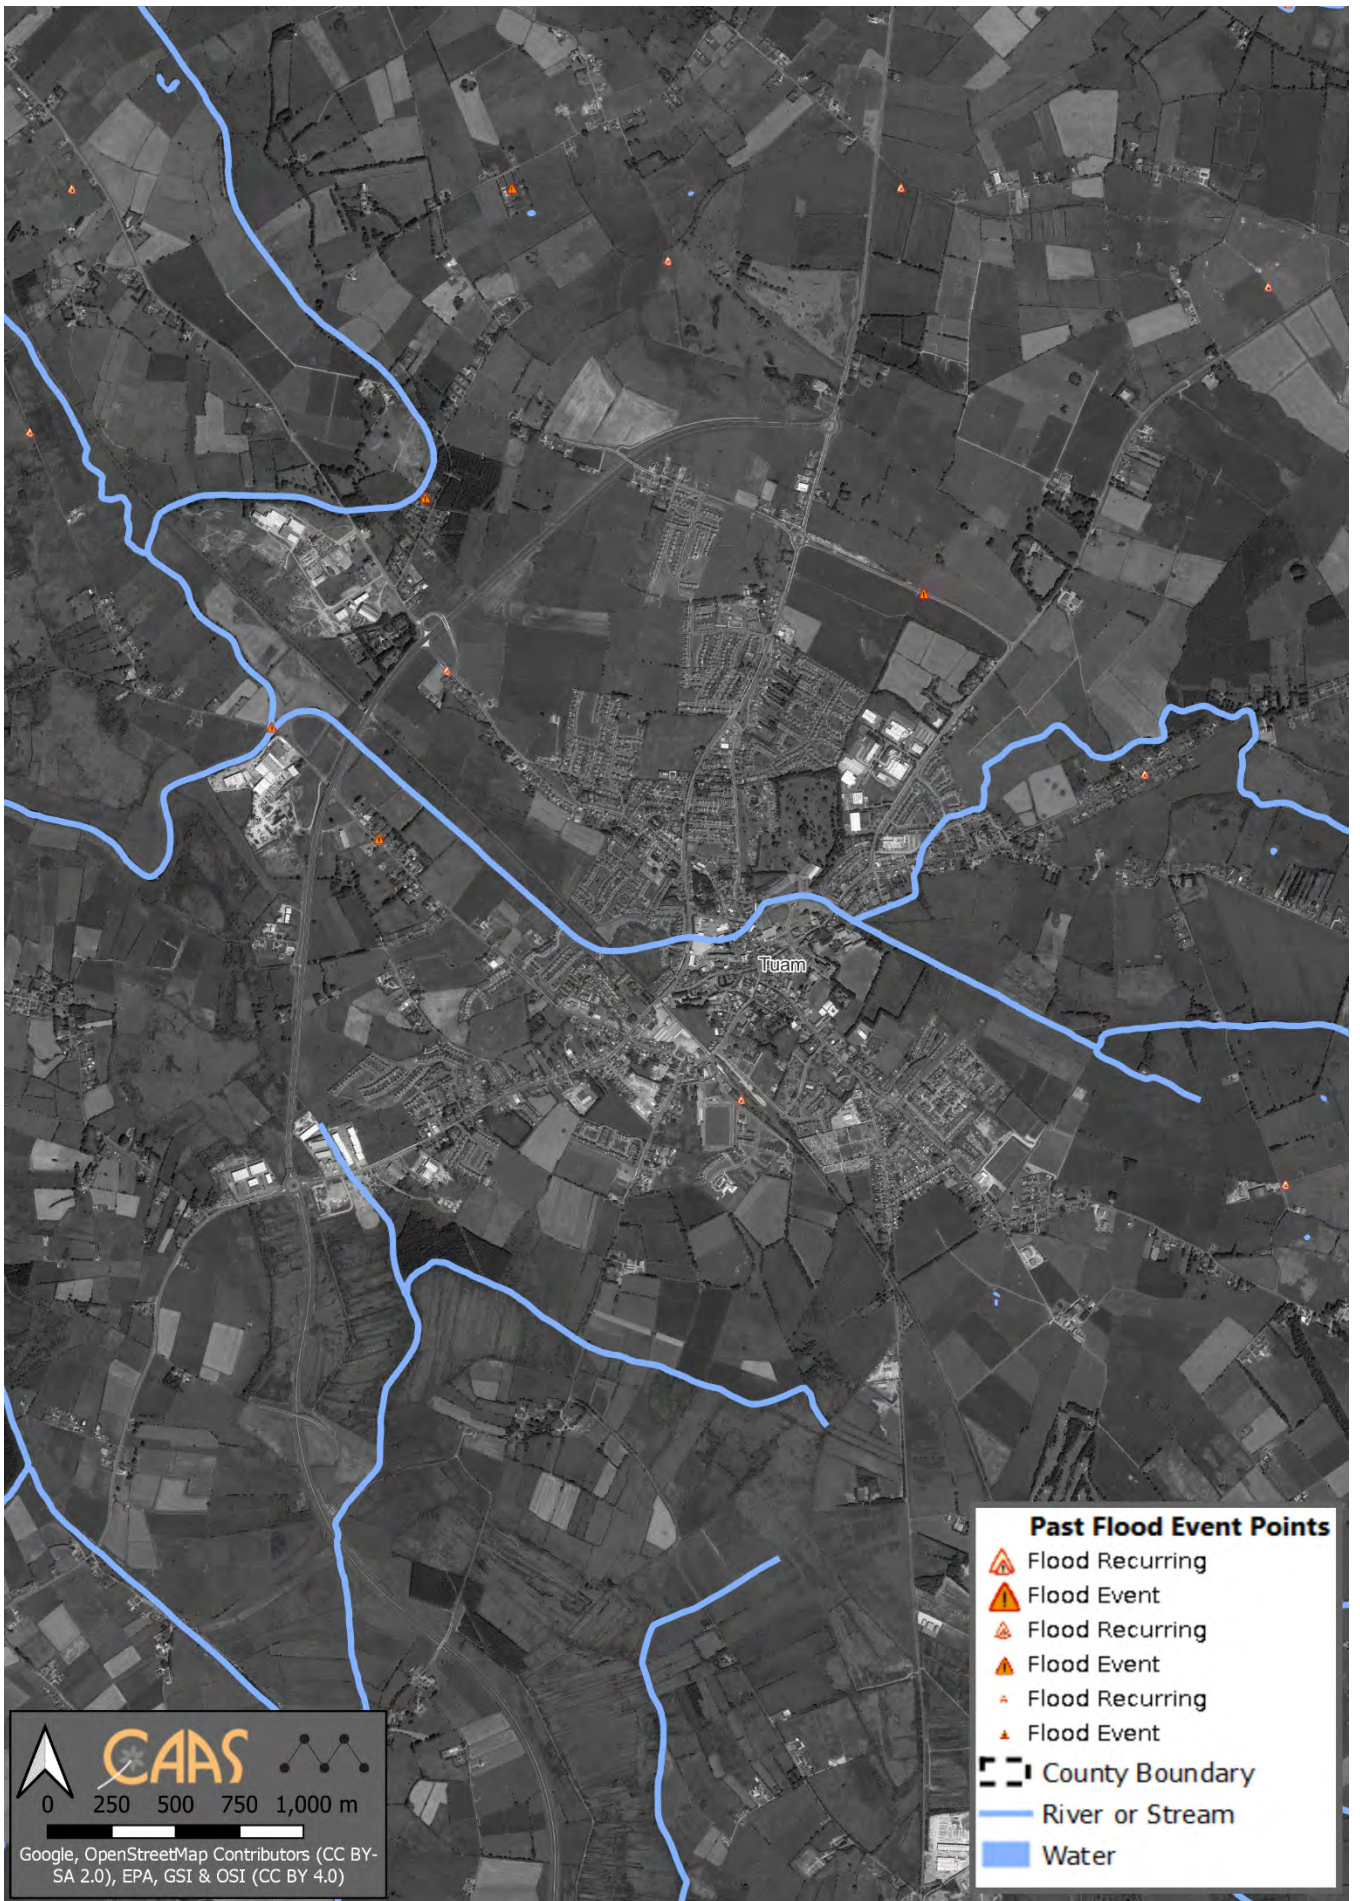 Tuam
Past Flood Event Points
Flood Recurring
Flood Event
Flood Recurring
Flood Event
Flood Recurring
Flood Event
County Boundary
River or Stream
Water
CAAS
0 250 500 750 1,000 m
Google, OpenStreetMap Contributors (CC BY-
SA 2.0), EPA, GSI & OSI (CC BY 4.0)